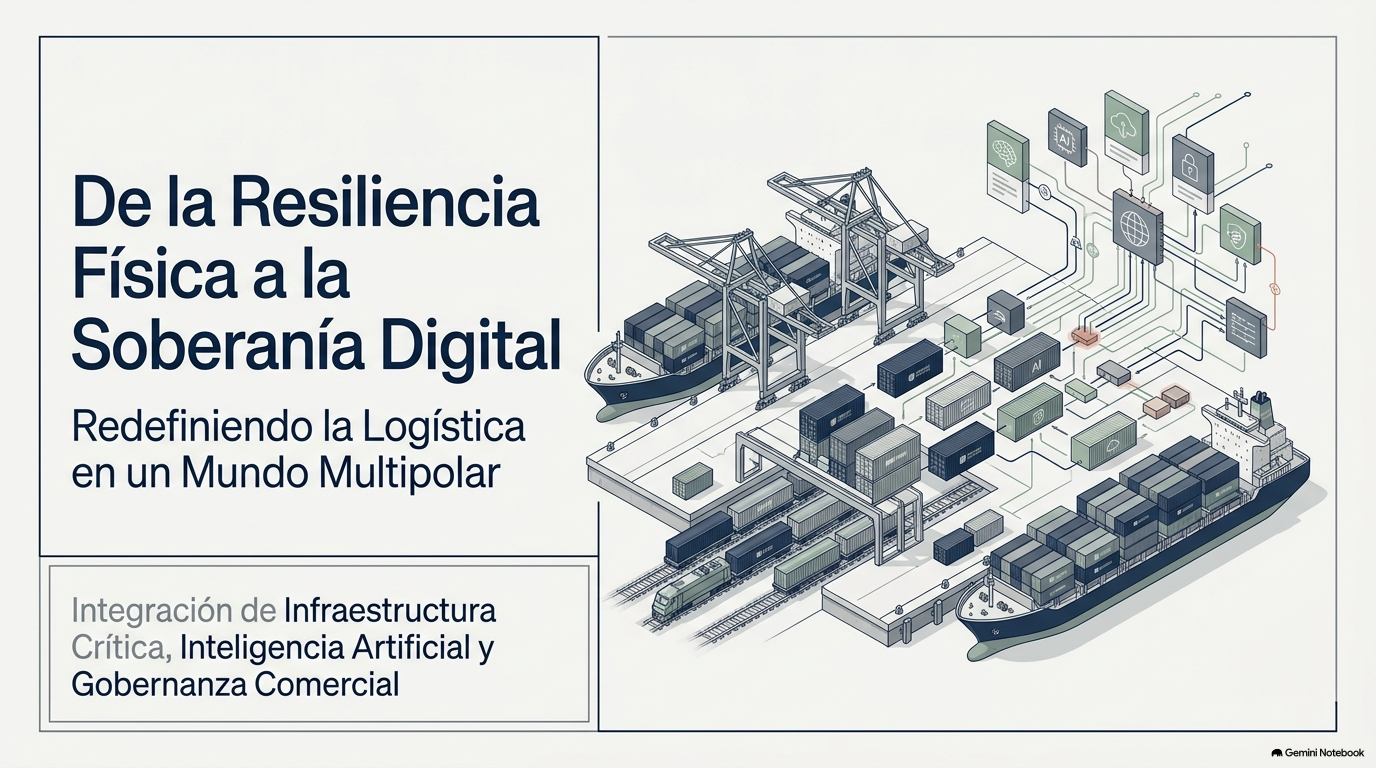 De la Resiliencia
Física a la
Soberanía Digital
Redefiniendo la Logística
en un Mundo Multipolar
Integración de Infraestructura
Crítica, Inteligencia Artificial y
Gobernanza Comercial
AI
AI
Gemini Notebook